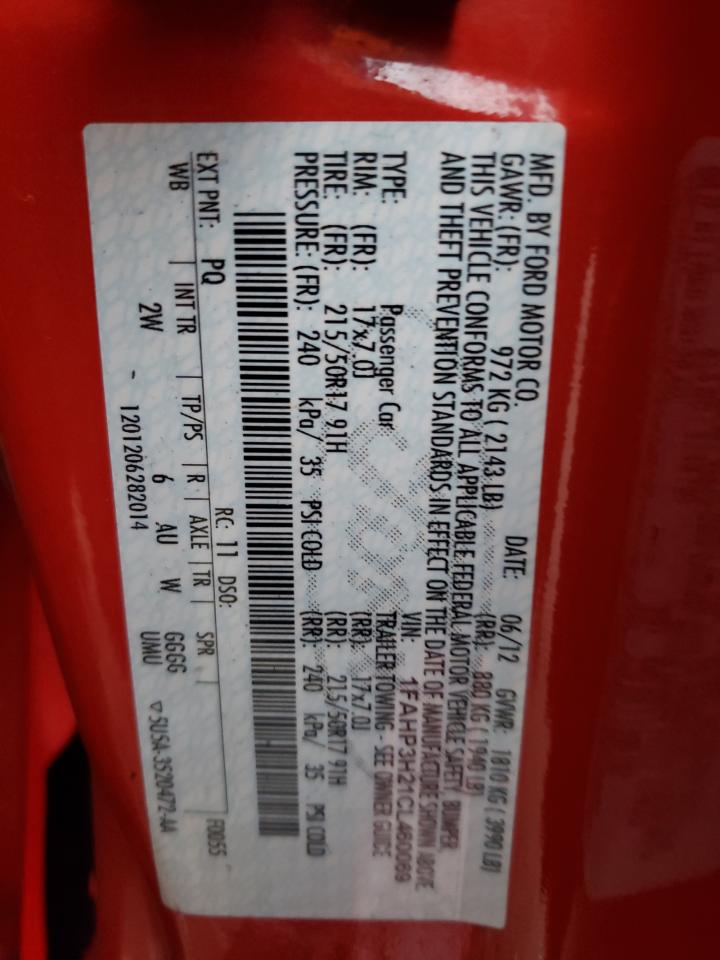 MFD. BY FORD MOTOR CO.
DATE: 06/12 GVWR: 1810 KG ( 3990 LB)
GAWR: (FR): 972 KG ( 2143 LB) (RR): 880 KG ( 1940 LB)
THIS VEHICLE CONFORMS TO ALL APPLICABLE FEDERAL MOTOR VEHICLE SAFETY BUMPER
AND THEFT PREVENTION STANDARDS IN EFFECT ON THE DATE OF MANUFACTURE SHOWN ABOVE
VIN: 1FAHP3H21CL460069
TYPE: Passenger Car TRAILER TOWING - SEE OWNER GUIDE
RIM: (FR): 17x7.0J (RR): 17x7.0J
TIRE: (FR): 215/50R17 91H (RR): 215/50R17 91H
PRESSURE: (FR): 240 kPa/ 35 PSI COLD (RR): 240 kPa/ 35 PSI COLD
F0055
EXT PNT: PQ RC: 11 DSO:
WB INT TR TP/PS R AXLE TR SPR
2W 6 AU W GGGG
UMU
- 1201206282014 ▽5U5A-3520472-AA